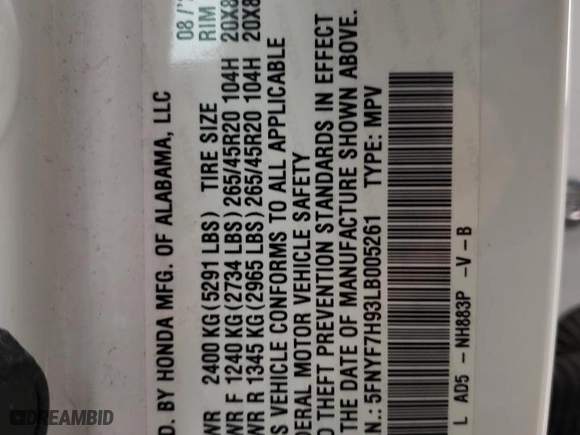 D. BY HONDA MFG. OF ALABAMA, LLC 08 /
WR 2400 KG (5291 LBS) TIRE SIZE RIM
WR F 1240 KG (2734 LBS) 265/45R20 104H 20X8
WR R 1345 KG (2965 LBS) 265/45R20 104H 20X8
S VEHICLE CONFORMS TO ALL APPLICABLE
DERAL MOTOR VEHICLE SAFETY
D THEFT PREVENTION STANDARDS IN EFFECT
THE DATE OF MANUFACTURE SHOWN ABOVE.
N.: 5FNYF7H93LB005261 TYPE: MPV
L AD5 - NH883P - V - B
DREAMBID